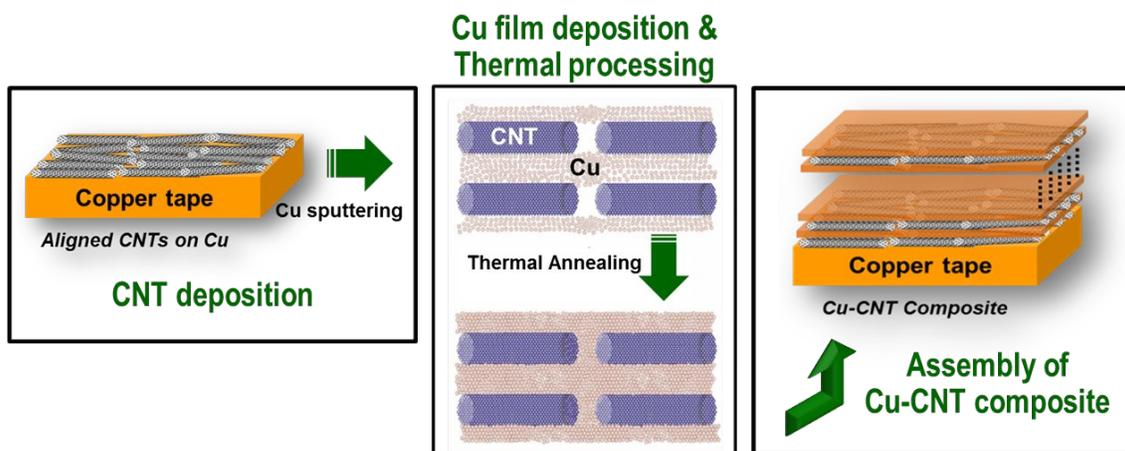 Cu film deposition &
Thermal processing
Copper tape
Cu sputtering
Aligned CNTs on Cu
CNT deposition
CNT
Cu
Thermal Annealing
Copper tape
Cu-CNT Composite
Assembly of
Cu-CNT composite